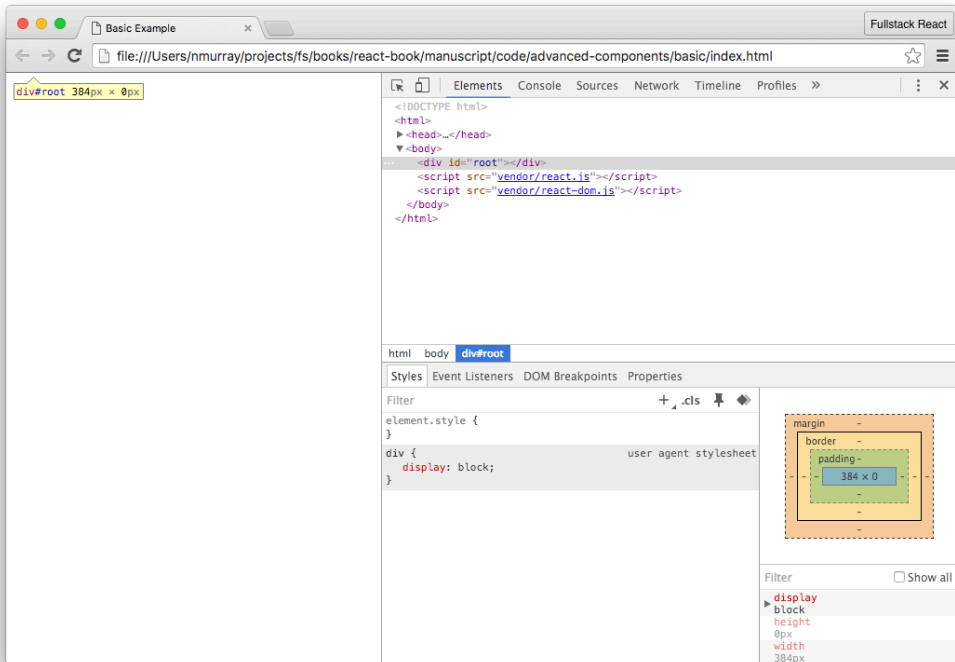 Basic Example
Fullstack React
file:///Users/nmurray/projects/fs/books/react-book/manuscript/code/advanced-components/basic/index.html
div#root 384px × 0px
Elements Console Sources Network Timeline Profiles »
<!DOCTYPE html>
<html>
<head>…</head>
<body>
<div id="root"></div>
<script src="vendor/react.js"></script>
<script src="vendor/react-dom.js"></script>
</body>
</html>
html body div#root
Styles Event Listeners DOM Breakpoints Properties
Filter + .cls
element.style {
}
div { user agent stylesheet
display: block;
}
margin -
border -
padding -
- - - 384 × 0 - - -
-
-
-
Filter Show all
display
block
height
0px
width
384px